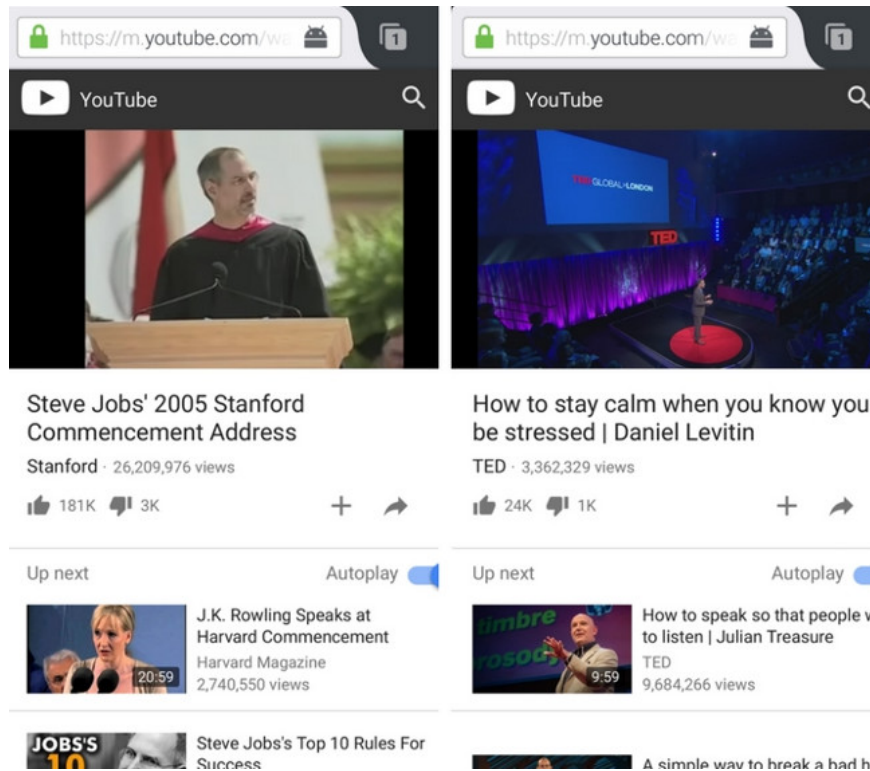 https://m.youtube.com/wa
1
YouTube
Steve Jobs' 2005 Stanford
Commencement Address
Stanford · 26,209,976 views
181K 3K
Up next Autoplay
20:59
J.K. Rowling Speaks at
Harvard Commencement
Harvard Magazine
2,740,550 views
JOBS'S
10
Steve Jobs's Top 10 Rules For
Success
https://m.youtube.com/wa
1
YouTube
TED GLOBAL>LONDON
TED
How to stay calm when you know you
be stressed | Daniel Levitin
TED · 3,362,329 views
24K 1K
Up next Autoplay
timbre
prosody
9:59
How to speak so that people w
to listen | Julian Treasure
TED
9,684,266 views
A simple way to break a bad h